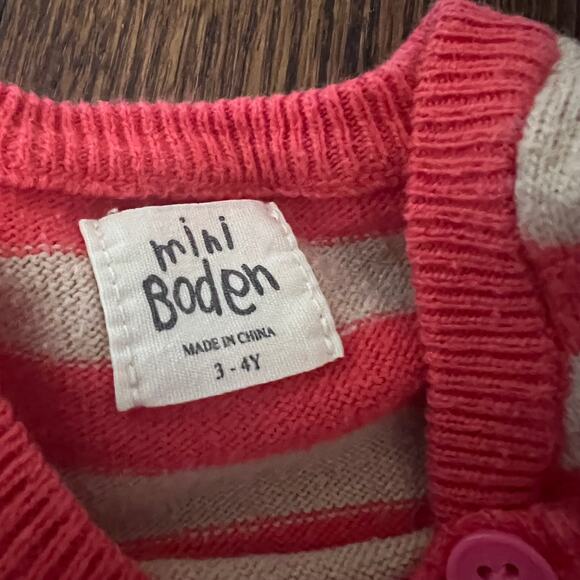 mini
Boden
MADE IN CHINA
3 - 4Y